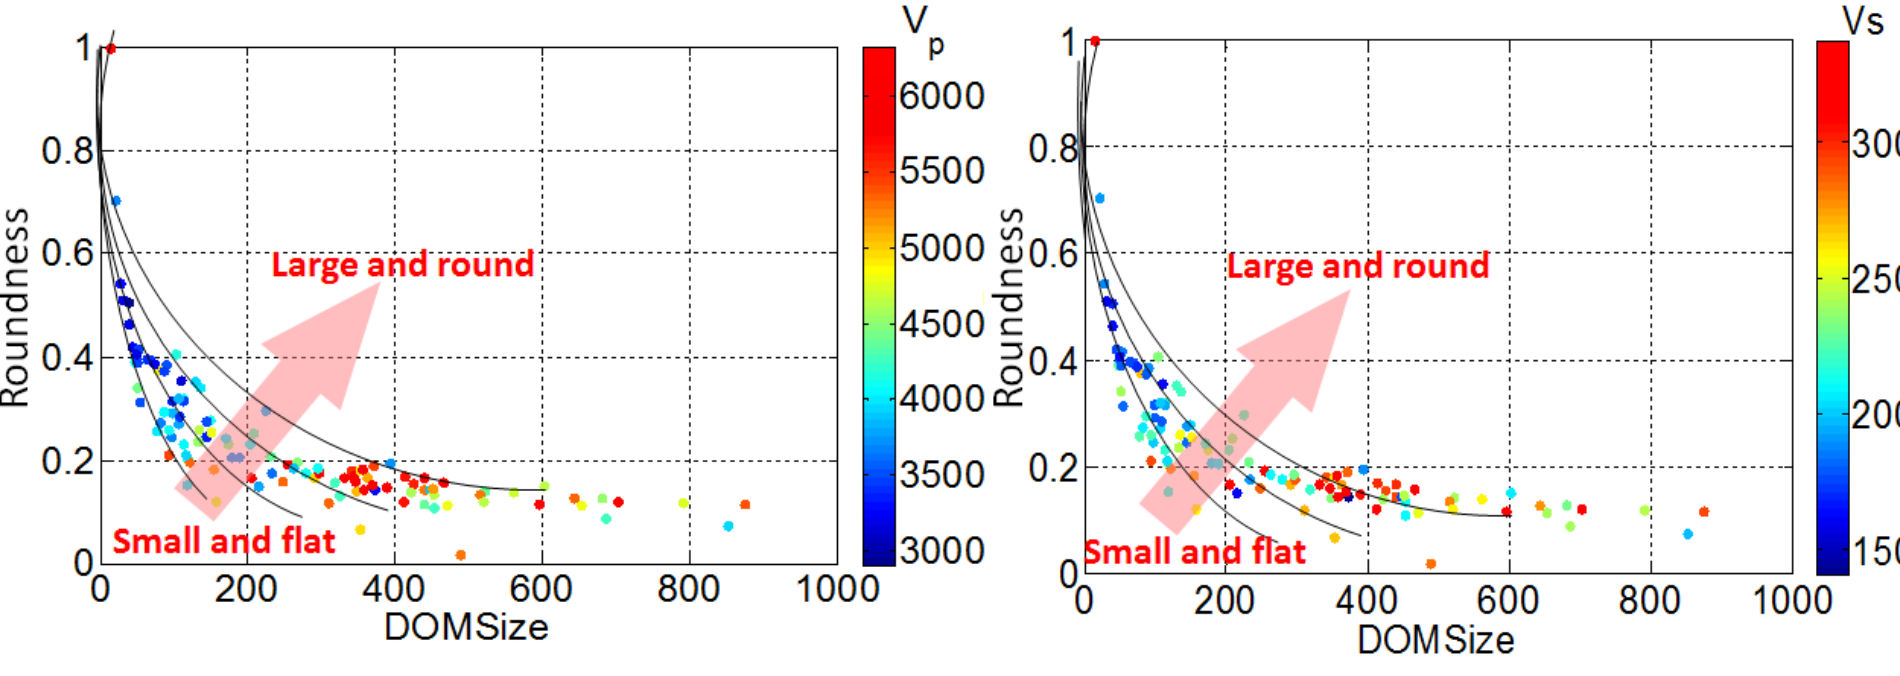 Vp
1
0.8
0.6
0.4
0.2
0
Roundness
Large and round
Small and flat
0 200 400 600 800 1000
DOMSize
6000
5500
5000
4500
4000
3500
3000
Vs
1
0.8
0.6
0.4
0.2
0
Roundness
Large and round
Small and flat
0 200 400 600 800 1000
DOMSize
300
250
200
150